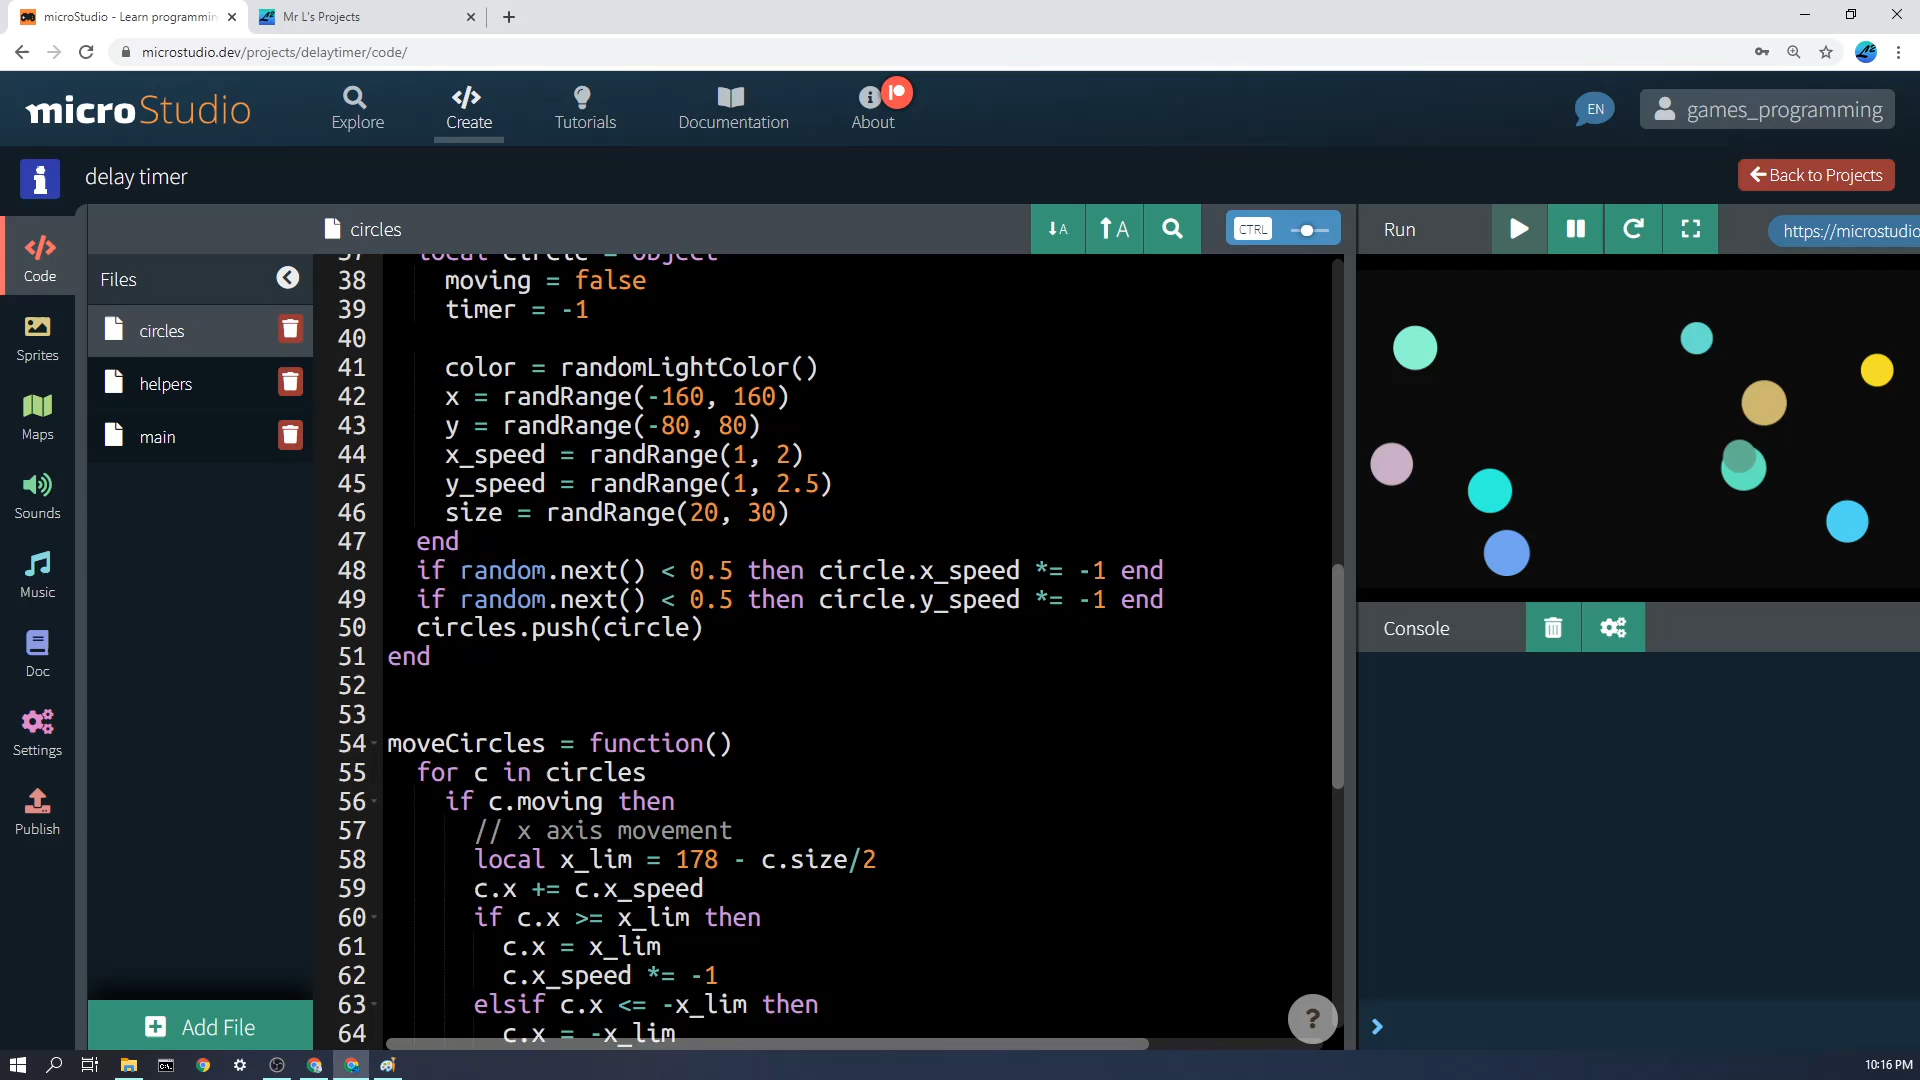 microStudio - Learn programmin
Mr L's Projects
microstudio.dev/projects/delaytimer/code/
microStudio
Explore
Create
Tutorials
Documentation
About
EN
games_programming
i
delay timer
Back to Projects
Code
Sprites
Maps
Sounds
Music
Doc
Settings
Publish
Files
circles
helpers
main
Add File
circles
↓A
↑A
CTRL
37 local circle = object
38 moving = false
39 timer = -1
40
41 color = randomLightColor()
42 x = randRange(-160, 160)
43 y = randRange(-80, 80)
44 x_speed = randRange(1, 2)
45 y_speed = randRange(1, 2.5)
46 size = randRange(20, 30)
47 end
48 if random.next() < 0.5 then circle.x_speed *= -1 end
49 if random.next() < 0.5 then circle.y_speed *= -1 end
50 circles.push(circle)
51 end
52
53
54 moveCircles = function()
55 for c in circles
56 if c.moving then
57 // x axis movement
58 local x_lim = 178 - c.size/2
59 c.x += c.x_speed
60 if c.x >= x_lim then
61 c.x = x_lim
62 c.x_speed *= -1
63 elsif c.x <= -x_lim then
64 c.x = -x_lim
?
Run
https://microstudio
Console
10:16 PM